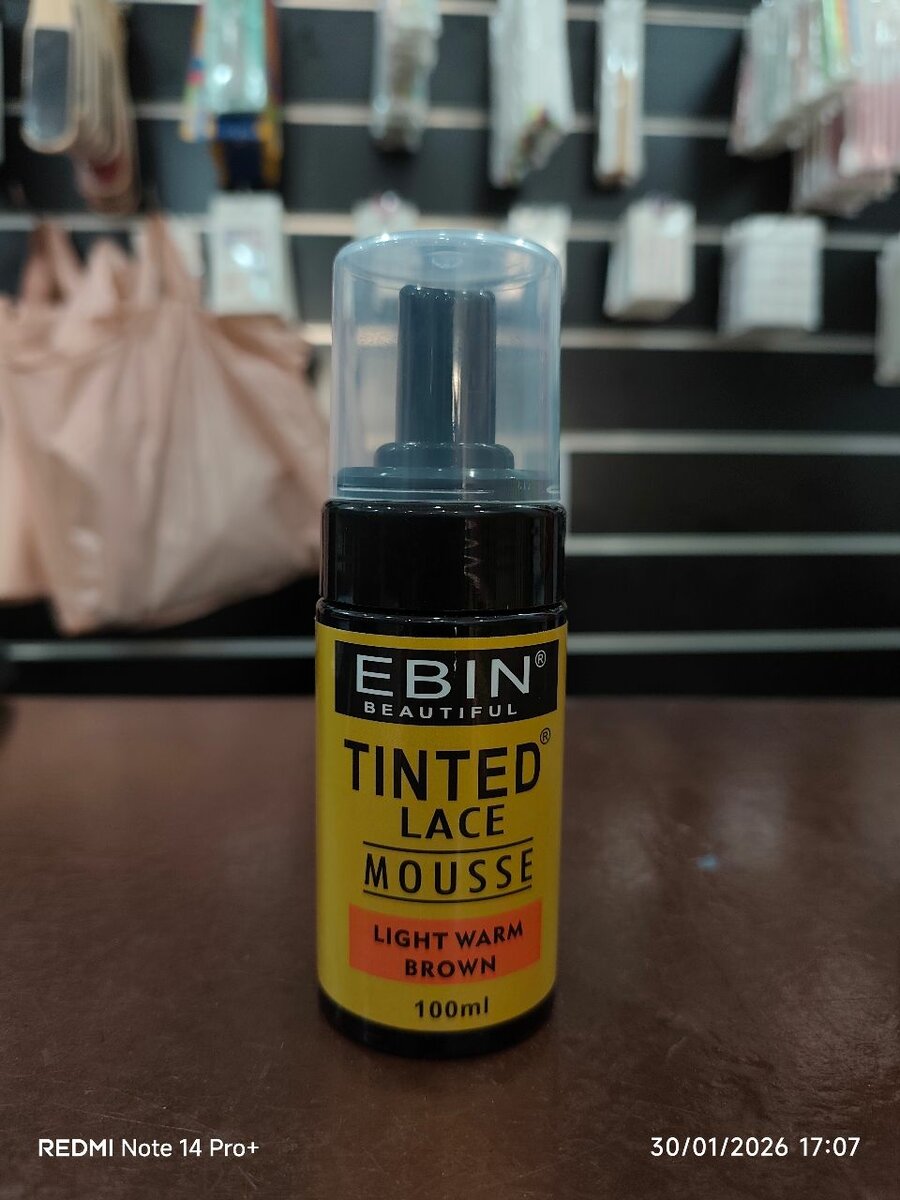 EBIN®
BEAUTIFUL
TINTED®
LACE
MOUSSE
LIGHT WARM
BROWN
100ml
REDMI Note 14 Pro+
30/01/2026 17:07